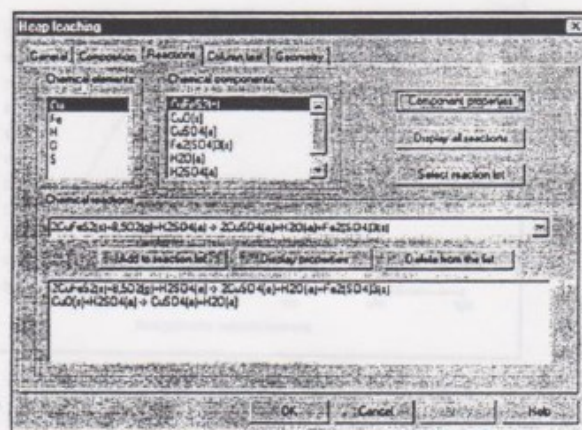 Heap leaching
General Composition Reactions Column test Geometry
Chemical elements
Chemical components
Cu
Fe
H
O
S
CuFeS2(s)
CuO(s)
CuSO4(a)
Fe2(SO4)3(s)
H2O(a)
H2SO4(a)
Component properties
Display all reactions
Select reaction list
Chemical reactions
2CuFeS2(s)+8,5O2(g)+H2SO4(a) -> 2CuSO4(a)+H2O(a)+Fe2(SO4)3(s)
Add to reaction list Display properties Delete from the list
2CuFeS2(s)+8,5O2(g)+H2SO4(a) -> 2CuSO4(a)+H2O(a)+Fe2(SO4)3(s)
CuO(s)+H2SO4(a) -> CuSO4(a)+H2O(a)
OK Cancel Help